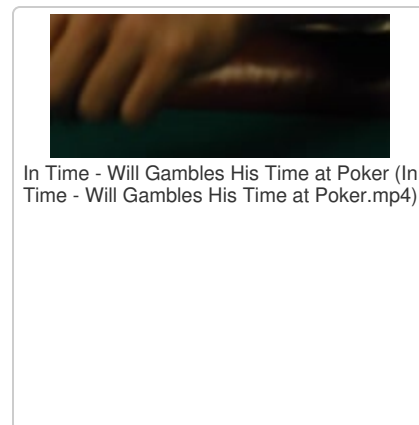 In Time - Will Gambles His Time at Poker (In
Time - Will Gambles His Time at Poker.mp4)